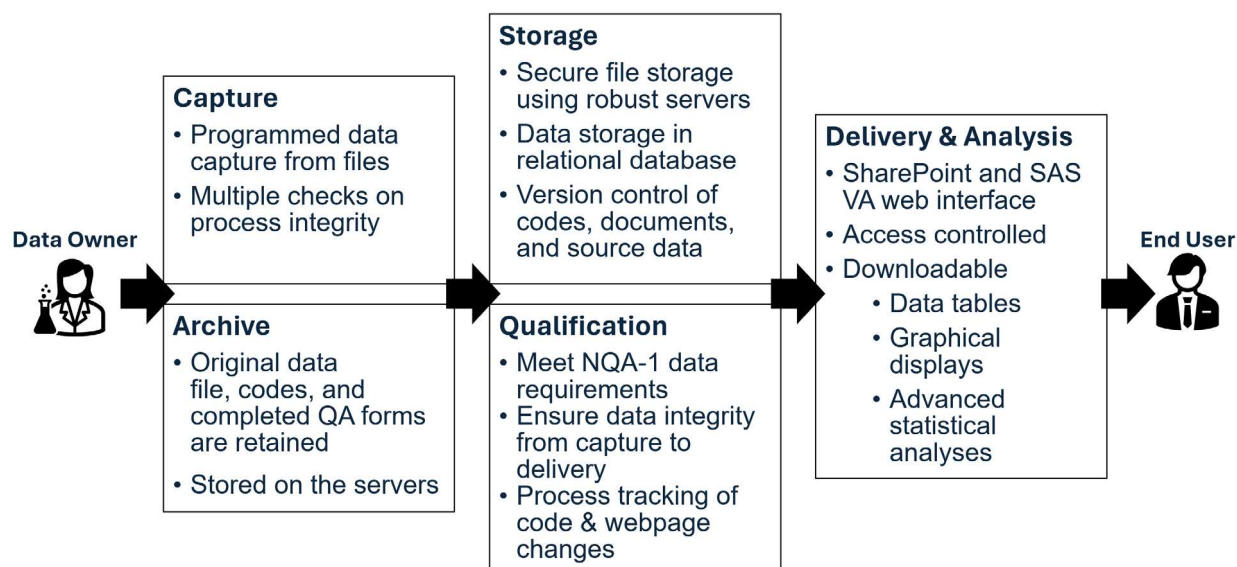 Data Owner
Capture
• Programmed data
capture from files
• Multiple checks on
process integrity
Archive
• Original data
file, codes, and
completed QA forms
are retained
• Stored on the servers
Storage
• Secure file storage
using robust servers
• Data storage in
relational database
• Version control of
codes, documents,
and source data
Qualification
• Meet NQA-1 data
requirements
• Ensure data integrity
from capture to
delivery
• Process tracking of
code & webpage
changes
Delivery & Analysis
• SharePoint and SAS
VA web interface
• Access controlled
• Downloadable
• Data tables
• Graphical
displays
• Advanced
statistical
analyses
End User